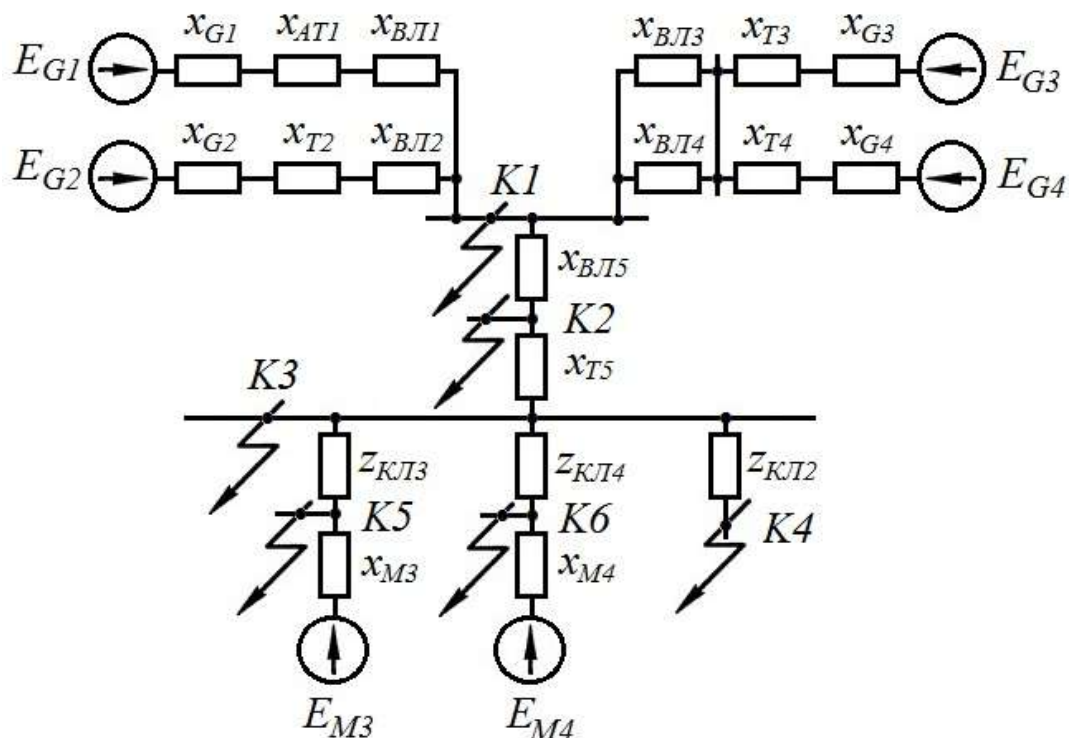 x_{G1} x_{AT1} x_{ВЛ1} x_{ВЛ3} x_{T3} x_{G3}
E_{G1} E_{G3}
x_{G2} x_{T2} x_{ВЛ2} x_{ВЛ4} x_{T4} x_{G4}
E_{G2} E_{G4}
K1
x_{ВЛ5}
K2
x_{T5}
K3
z_{КЛ3} z_{КЛ4} z_{КЛ2}
K5 K6 K4
x_{M3} x_{M4}
E_{M3} E_{M4}